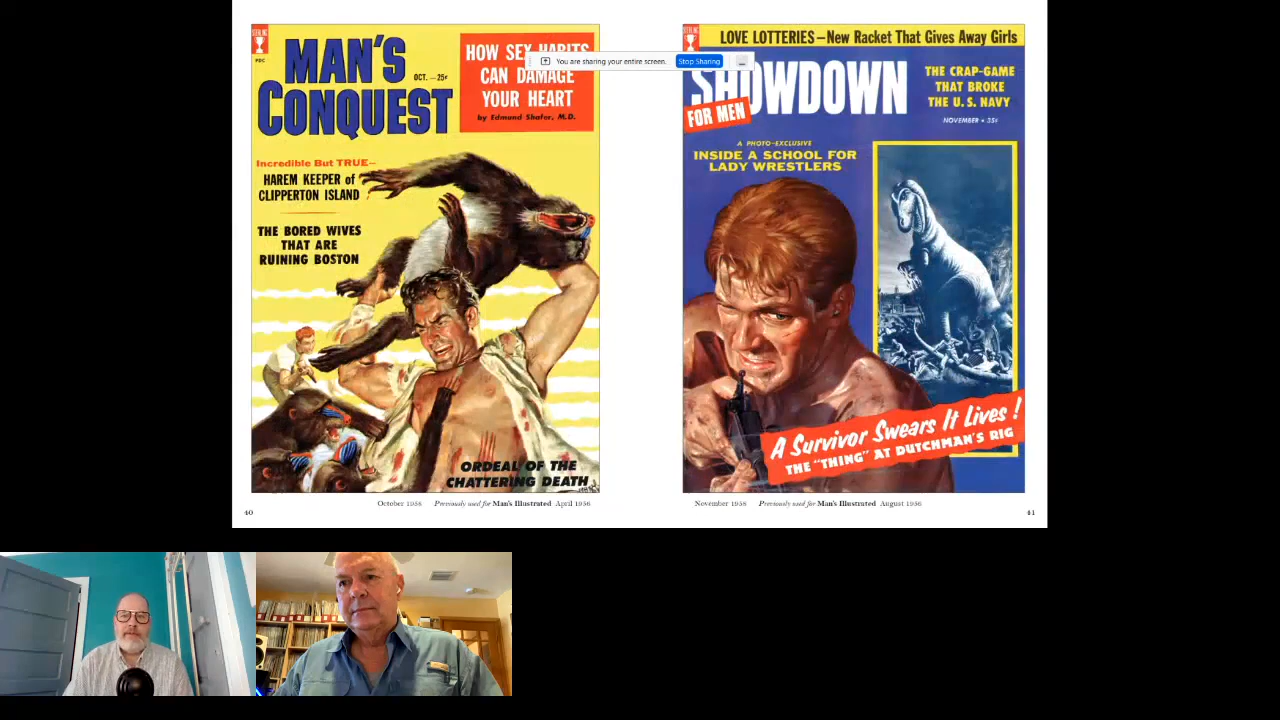 STERLING
PDC
MAN'S
CONQUEST
OCT. — 25¢
HOW SEX HABITS
CAN DAMAGE
YOUR HEART
by Edmund Shafer, M.D.
Incredible But TRUE—
HAREM KEEPER of
CLIPPERTON ISLAND
THE BORED WIVES
THAT ARE
RUINING BOSTON
ORDEAL OF THE
CHATTERING DEATH
October 1956 Previously used for Man's Illustrated April 1956
40
You are sharing your entire screen. Stop Sharing
LOVE LOTTERIES—New Racket That Gives Away Girls
SHOWDOWN
FOR MEN
THE CRAP-GAME
THAT BROKE
THE U. S. NAVY
NOVEMBER • 35¢
A PHOTO-EXCLUSIVE
INSIDE A SCHOOL FOR
LADY WRESTLERS
A Survivor Swears It Lives!
THE "THING" AT DUTCHMAN'S RIG
November 1958 Previously used for Man's Illustrated August 1956
41